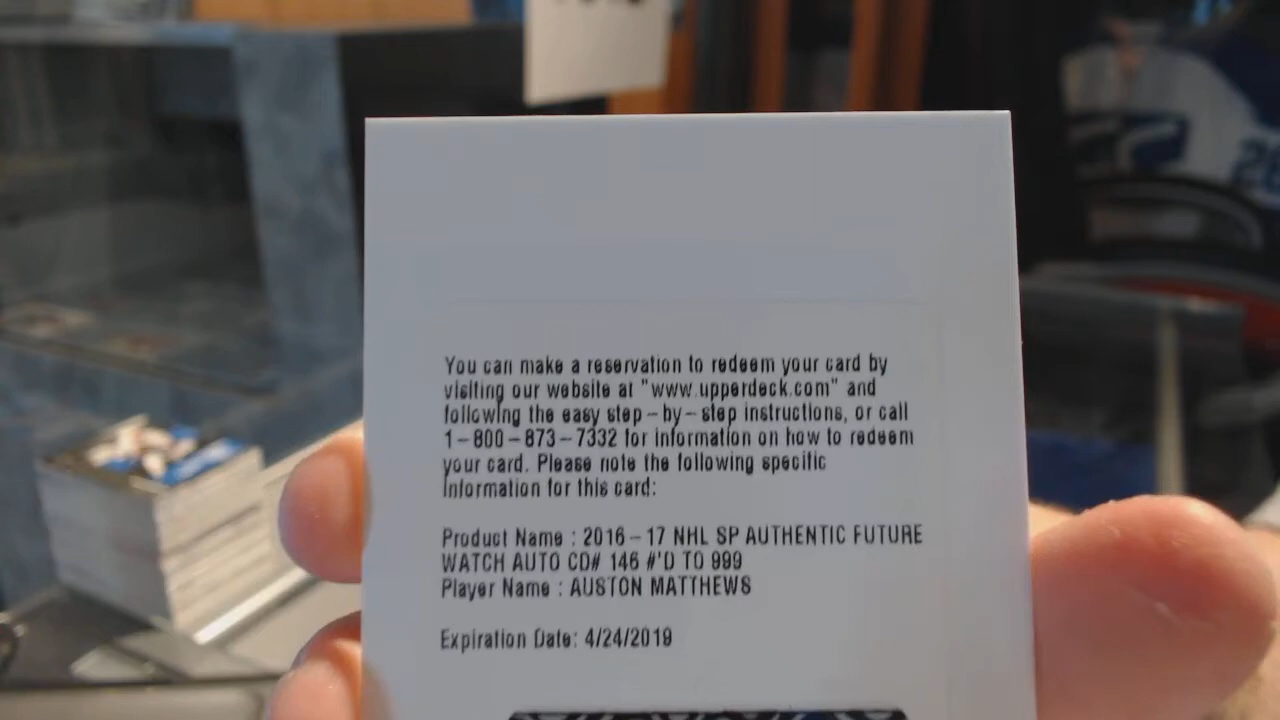 You can make a reservation to redeem your card by
visiting our website at "www.upperdeck.com" and
following the easy step-by-step instructions, or call
1-800-873-7332 for information on how to redeem
your card. Please note the following specific
information for this card:
Product Name : 2016-17 NHL SP AUTHENTIC FUTURE
WATCH AUTO CD# 146 #'D TO 999
Player Name : AUSTON MATTHEWS
Expiration Date: 4/24/2019